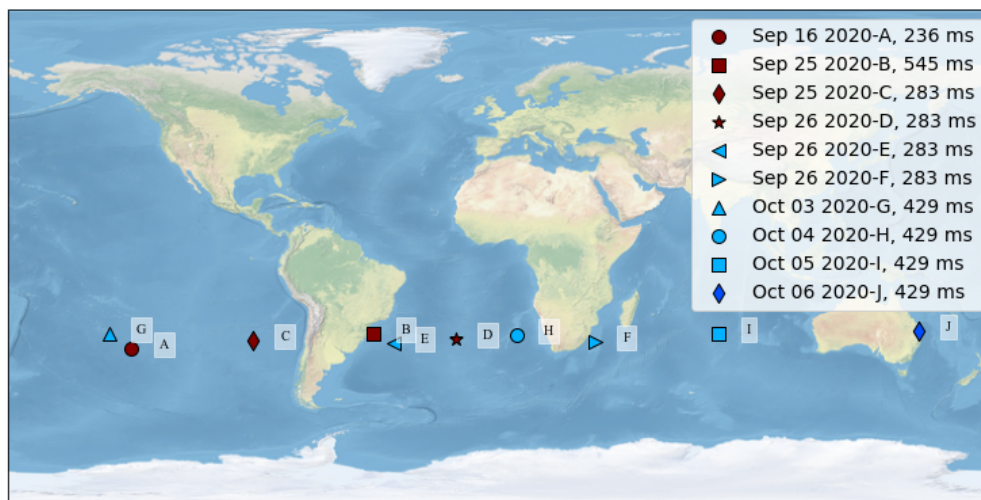 Sep 16 2020-A, 236 ms
Sep 25 2020-B, 545 ms
Sep 25 2020-C, 283 ms
Sep 26 2020-D, 283 ms
Sep 26 2020-E, 283 ms
Sep 26 2020-F, 283 ms
Oct 03 2020-G, 429 ms
Oct 04 2020-H, 429 ms
Oct 05 2020-I, 429 ms
Oct 06 2020-J, 429 ms
G
A
C
B
E
D
H
F
I
J